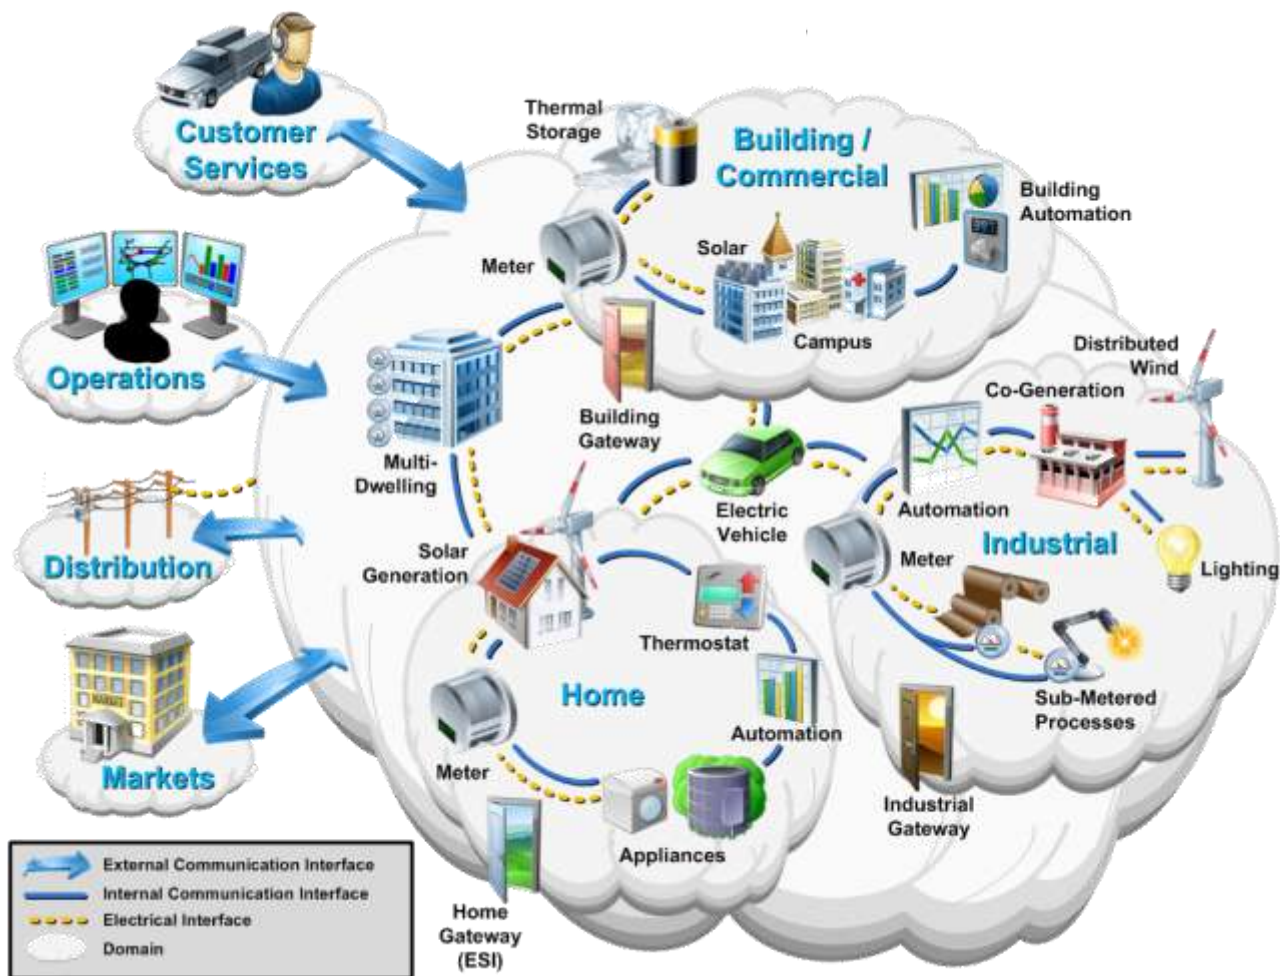 Customer
Services
Thermal
Storage
Building /
Commercial
Building
Automation
Meter
Solar
Campus
Operations
Multi-
Dwelling
Building
Gateway
Distributed
Wind
Co-Generation
Electric
Vehicle
Automation
Industrial
Meter
Lighting
Distribution
Solar
Generation
Thermostat
Sub-Metered
Processes
Home
Automation
Meter
MARKET
Markets
Appliances
Industrial
Gateway
Home
Gateway
(ESI)
External Communication Interface
Internal Communication Interface
Electrical Interface
Domain